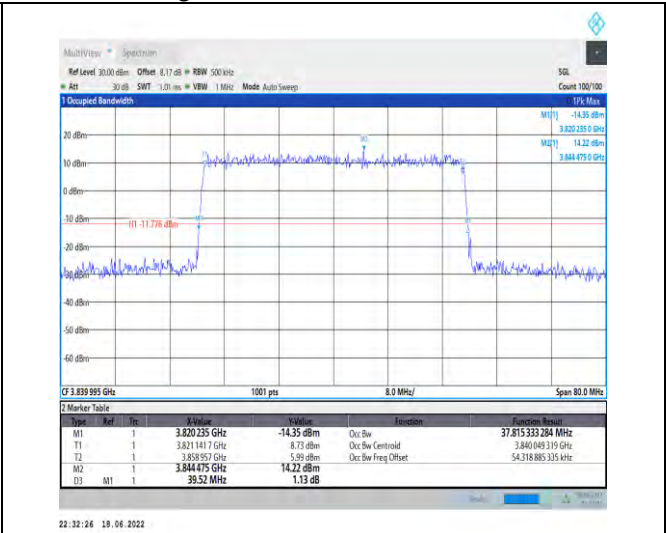 MultiView Spectrum
Ref Level 30.00 dBm Offset 8.17 dB RBW 500 kHz SGL
Att 30 dB SWT 1.01 ms VBW 1 MHz Mode Auto Sweep Count 100/100
1 Occupied Bandwidth 1Pk Max
M1[1] -14.35 dBm
3.820 235 0 GHz
20 dBm M2[1] 14.22 dBm
3.844 475 0 GHz
M2
10 dBm
0 dBm
-10 dBm
H1 -11.776 dBm
-20 dBm
-30 dBm
-40 dBm
-50 dBm
-60 dBm
CF 3.839 995 GHz 1001 pts 8.0 MHz/ Span 80.0 MHz
2 Marker Table
Type Ref Trc X-Value Y-Value Function Function Result
M1 1 3.820 235 GHz -14.35 dBm Occ Bw 37.815 333 284 MHz
T1 1 3.821 141 7 GHz 8.73 dBm Occ Bw Centroid 3.840 049 319 GHz
T2 1 3.858 957 GHz 5.99 dBm Occ Bw Freq Offset 54.318 885 335 kHz
M2 1 3.844 475 GHz 14.22 dBm
D3 M1 1 39.52 MHz 1.13 dB
22:32:26 18.06.2022